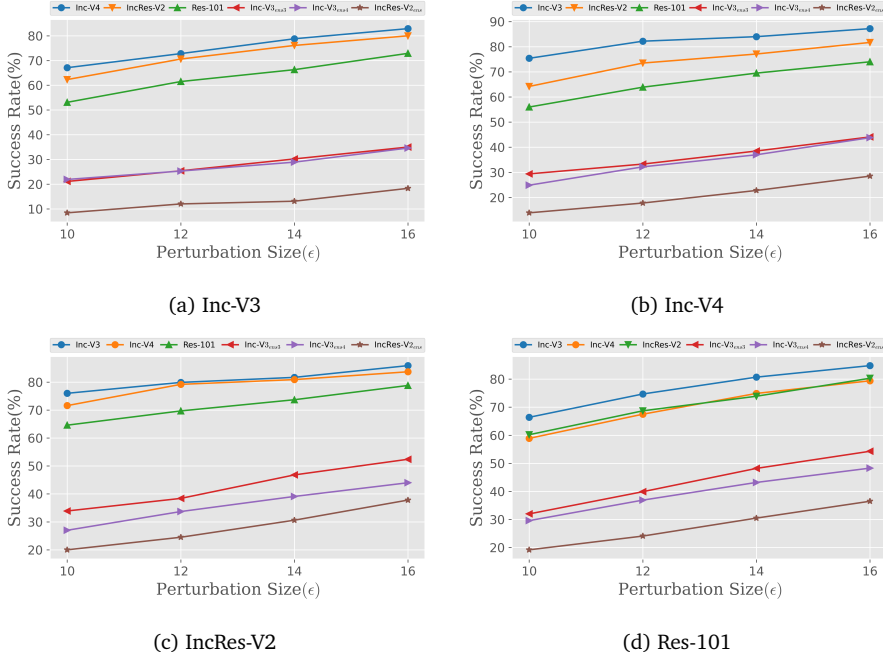 Inc-V4 IncRes-V2 Res-101 Inc-V3ens3 Inc-V3ens4 IncRes-V2ens
Success Rate(%)
80
70
60
50
40
30
20
10
10 12 14 16
Perturbation Size(ϵ)
(a) Inc-V3
Inc-V3 IncRes-V2 Res-101 Inc-V3ens3 Inc-V3ens4 IncRes-V2ens
Success Rate(%)
90
80
70
60
50
40
30
20
10 12 14 16
Perturbation Size(ϵ)
(b) Inc-V4
Inc-V3 Inc-V4 Res-101 Inc-V3ens3 Inc-V3ens4 IncRes-V2ens
Success Rate(%)
80
70
60
50
40
30
20
10 12 14 16
Perturbation Size(ϵ)
(c) IncRes-V2
Inc-V3 Inc-V4 IncRes-V2 Inc-V3ens3 Inc-V3ens4 IncRes-V2ens
Success Rate(%)
80
70
60
50
40
30
20
10 12 14 16
Perturbation Size(ϵ)
(d) Res-101